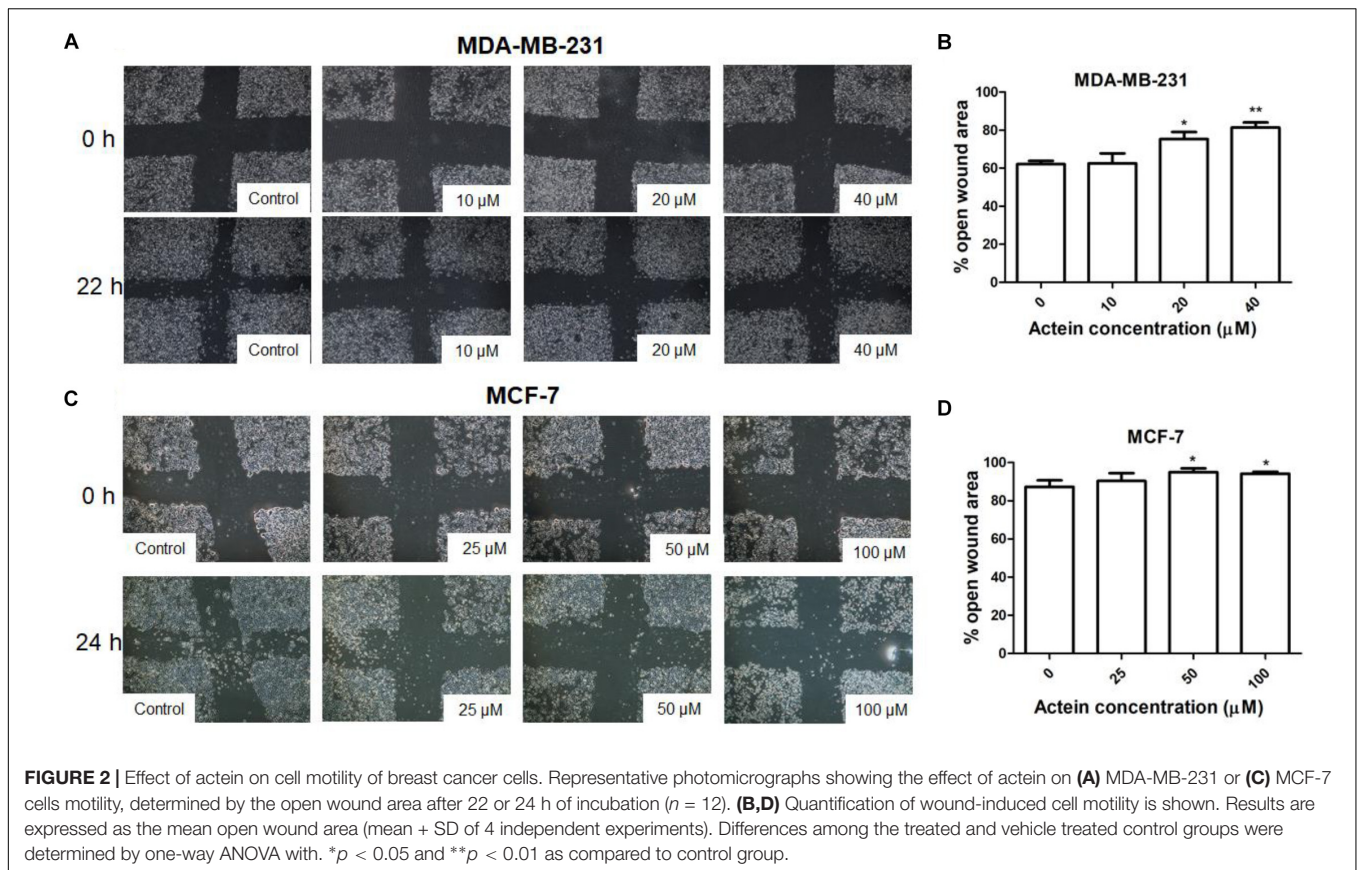 A
MDA-MB-231
0 h
Control
10 μM
20 μM
40 μM
22 h
Control
10 μM
20 μM
40 μM
B
MDA-MB-231
% open wound area
100
80
60
40
20
0
*
**
0
10
20
40
Actein concentration (μM)
C
MCF-7
0 h
Control
25 μM
50 μM
100 μM
24 h
Control
25 μM
50 μM
100 μM
D
MCF-7
% open wound area
100
80
60
40
20
0
*
*
0
25
50
100
Actein concentration (μM)
FIGURE 2 | Effect of actein on cell motility of breast cancer cells. Representative photomicrographs showing the effect of actein on (A) MDA-MB-231 or (C) MCF-7
cells motility, determined by the open wound area after 22 or 24 h of incubation (n = 12). (B,D) Quantification of wound-induced cell motility is shown. Results are
expressed as the mean open wound area (mean + SD of 4 independent experiments). Differences among the treated and vehicle treated control groups were
determined by one-way ANOVA with. *p < 0.05 and **p < 0.01 as compared to control group.